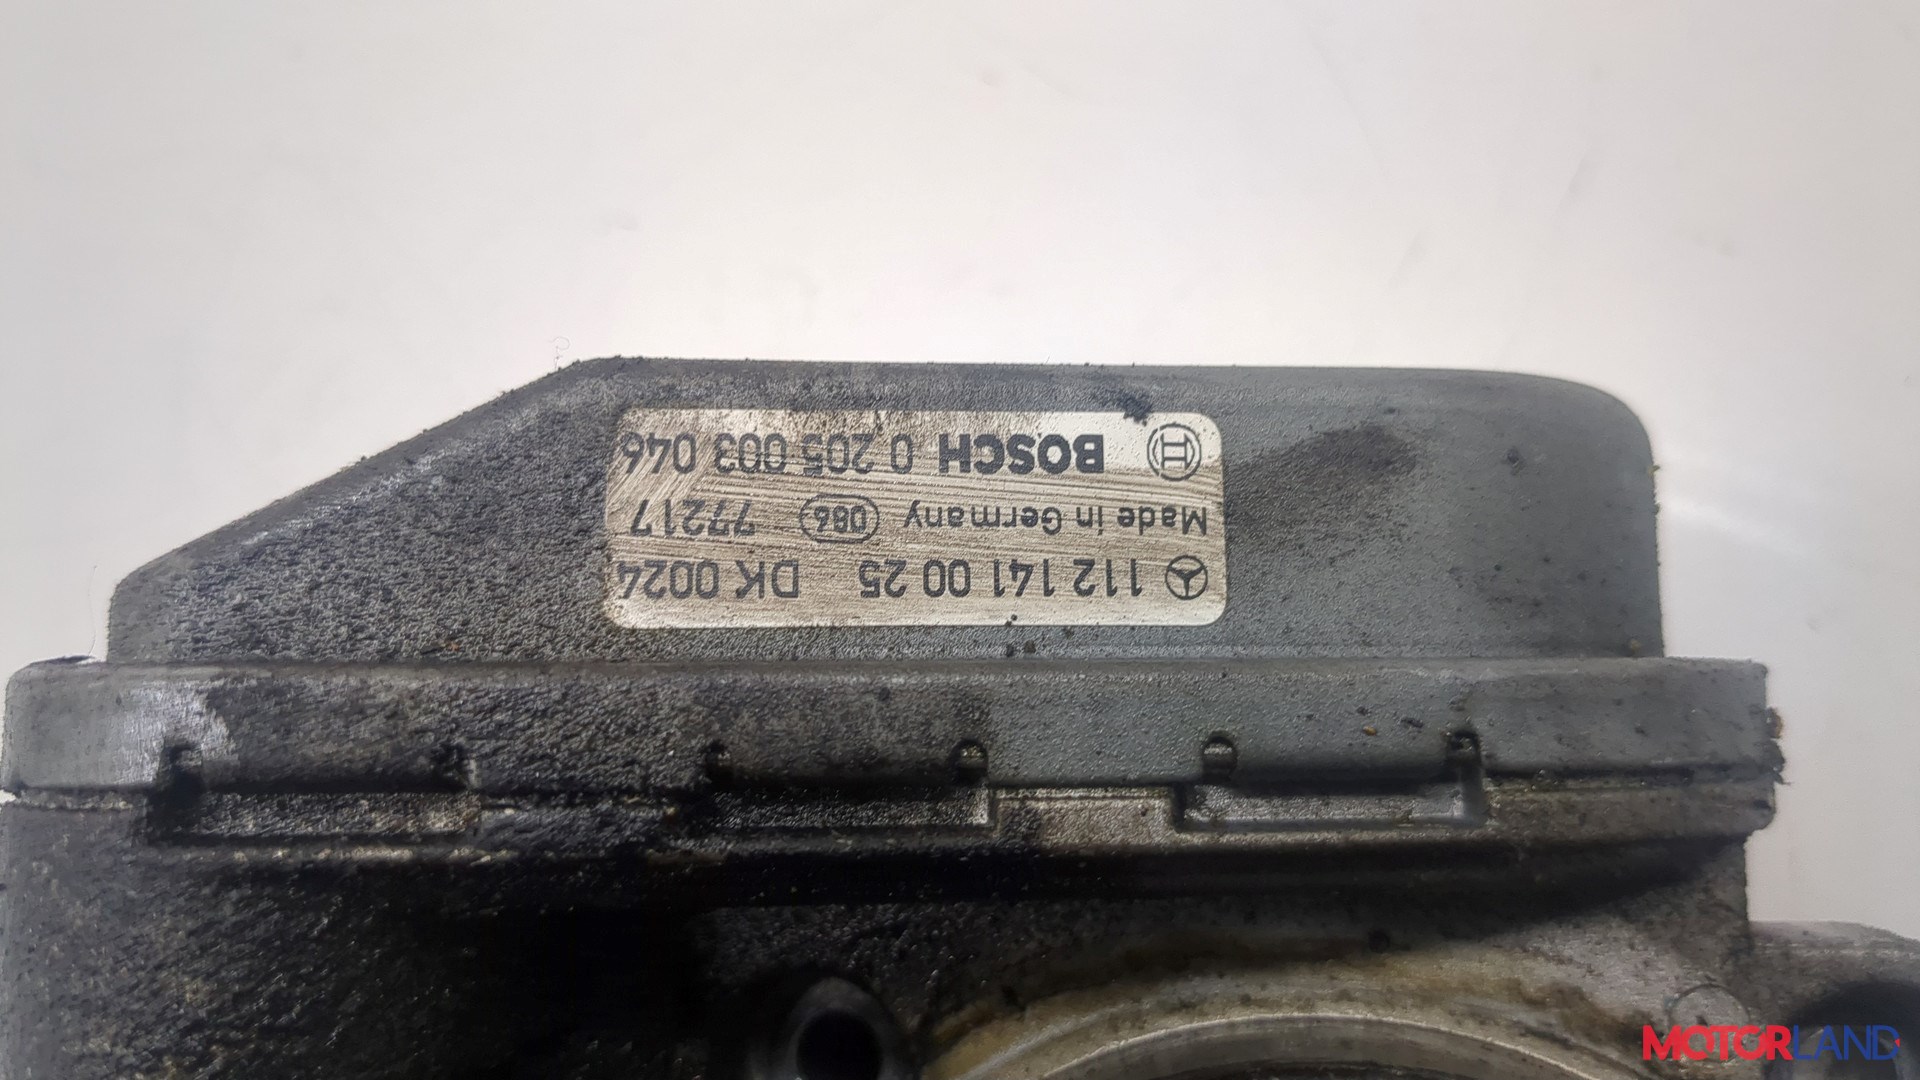 BOSCH 0 205 003 046
Made in Germany 086 77217
112 141 00 25 DK 0024
MOTORLAND